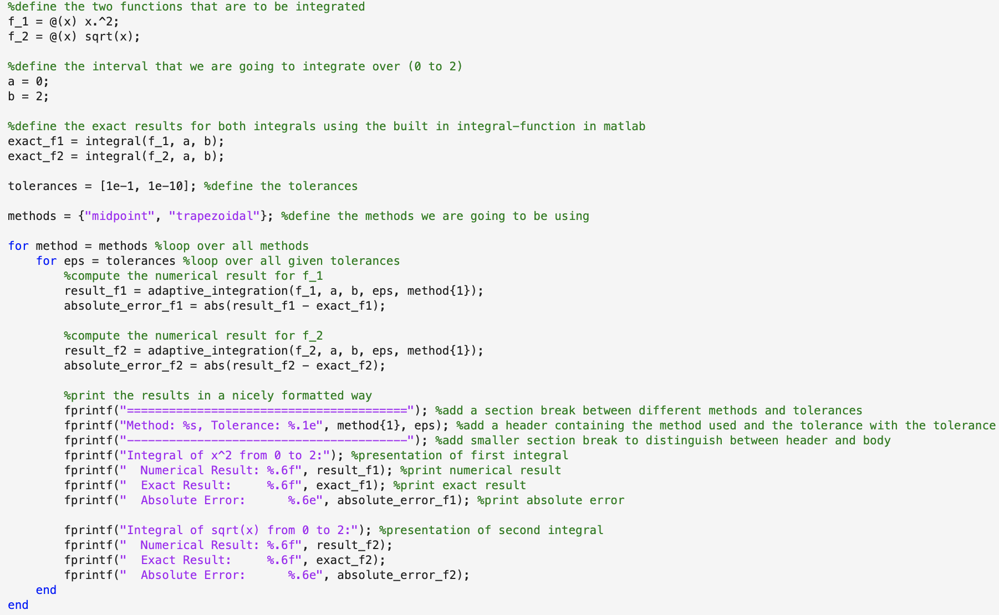 %define the two functions that are to be integrated
f_1 = @(x) x.^2;
f_2 = @(x) sqrt(x);
%define the interval that we are going to integrate over (0 to 2)
a = 0;
b = 2;
%define the exact results for both integrals using the built in integral-function in matlab
exact_f1 = integral(f_1, a, b);
exact_f2 = integral(f_2, a, b);
tolerances = [1e-1, 1e-10]; %define the tolerances
methods = {"midpoint", "trapezoidal"}; %define the methods we are going to be using
for method = methods %loop over all methods
    for eps = tolerances %loop over all given tolerances
        %compute the numerical result for f_1
        result_f1 = adaptive_integration(f_1, a, b, eps, method{1});
        absolute_error_f1 = abs(result_f1 - exact_f1);
        %compute the numerical result for f_2
        result_f2 = adaptive_integration(f_2, a, b, eps, method{1});
        absolute_error_f2 = abs(result_f2 - exact_f2);
        %print the results in a nicely formatted way
        fprintf("========================================"); %add a section break between different methods and tolerances
        fprintf("Method: %s, Tolerance: %.1e", method{1}, eps); %add a header containing the method used and the tolerance with the tolerance
        fprintf("----------------------------------------"); %add smaller section break to distinguish between header and body
        fprintf("Integral of x^2 from 0 to 2:"); %presentation of first integral
        fprintf("  Numerical Result: %.6f", result_f1); %print numerical result
        fprintf("  Exact Result:     %.6f", exact_f1); %print exact result
        fprintf("  Absolute Error:      %.6e", absolute_error_f1); %print absolute error
        fprintf("Integral of sqrt(x) from 0 to 2:"); %presentation of second integral
        fprintf("  Numerical Result: %.6f", result_f2);
        fprintf("  Exact Result:     %.6f", exact_f2);
        fprintf("  Absolute Error:      %.6e", absolute_error_f2);
    end
end